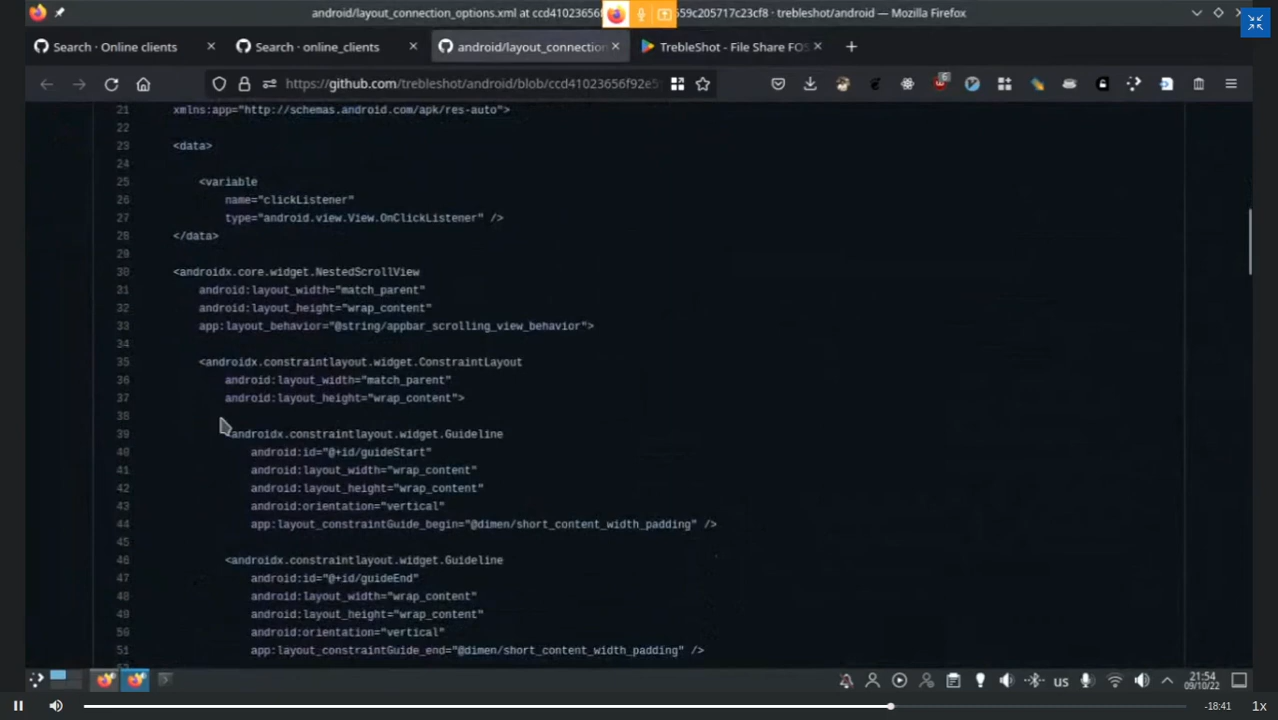 android/layout_connection_options.xml at ccd41023656f 559c205717c23cf8 · trebleshot/android — Mozilla Firefox
Search · Online clients
Search · online_clients
android/layout_connection
TrebleShot - File Share FOS
https://github.com/trebleshot/android/blob/ccd41023656f92e5
6
21 xmlns:app="http://schemas.android.com/apk/res-auto">
22
23 <data>
24
25 <variable
26 name="clickListener"
27 type="android.view.View.OnClickListener" />
28 </data>
29
30 <androidx.core.widget.NestedScrollView
31 android:layout_width="match_parent"
32 android:layout_height="wrap_content"
33 app:layout_behavior="@string/appbar_scrolling_view_behavior">
34
35 <androidx.constraintlayout.widget.ConstraintLayout
36 android:layout_width="match_parent"
37 android:layout_height="wrap_content">
38
39 <androidx.constraintlayout.widget.Guideline
40 android:id="@+id/guideStart"
41 android:layout_width="wrap_content"
42 android:layout_height="wrap_content"
43 android:orientation="vertical"
44 app:layout_constraintGuide_begin="@dimen/short_content_width_padding" />
45
46 <androidx.constraintlayout.widget.Guideline
47 android:id="@+id/guideEnd"
48 android:layout_width="wrap_content"
49 android:layout_height="wrap_content"
50 android:orientation="vertical"
51 app:layout_constraintGuide_end="@dimen/short_content_width_padding" />
us
21:54
09/10/22
-18:41
1x